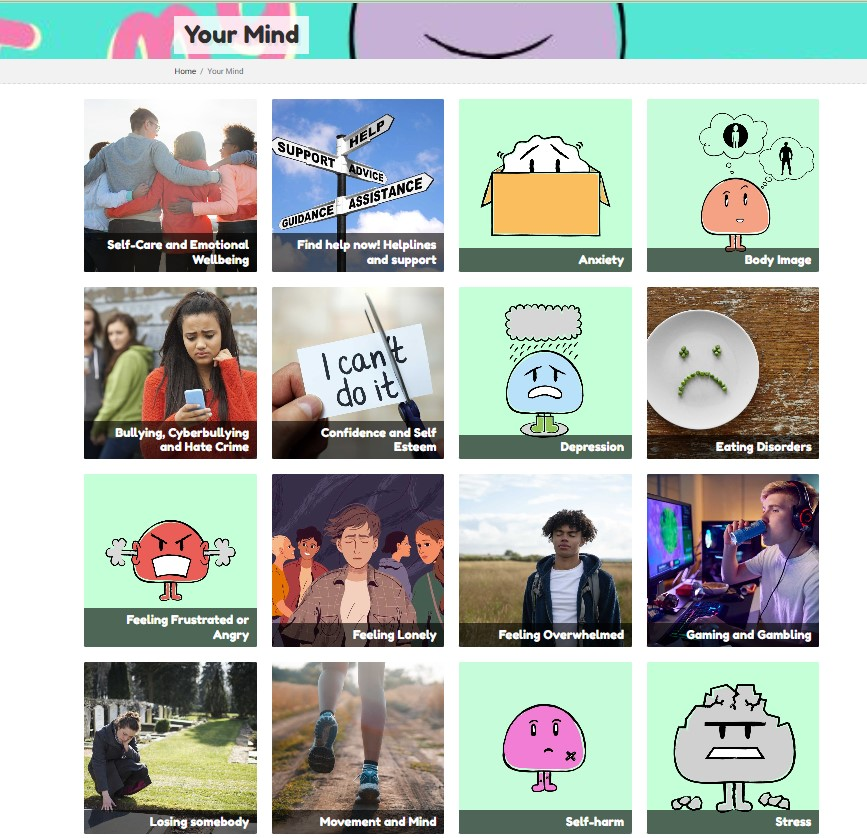 Your Mind
Home / Your Mind
Self-Care and Emotional
Wellbeing
HELP
SUPPORT
ADVICE
ASSISTANCE
GUIDANCE
Find help now! Helplines
and support
Anxiety
Body Image
Bullying, Cyberbullying
and Hate Crime
I can't
do it
Confidence and Self
Esteem
Depression
Eating Disorders
Feeling Frustrated or
Angry
Feeling Lonely
Feeling Overwhelmed
Gaming and Gambling
Losing somebody
Movement and Mind
Self-harm
Stress